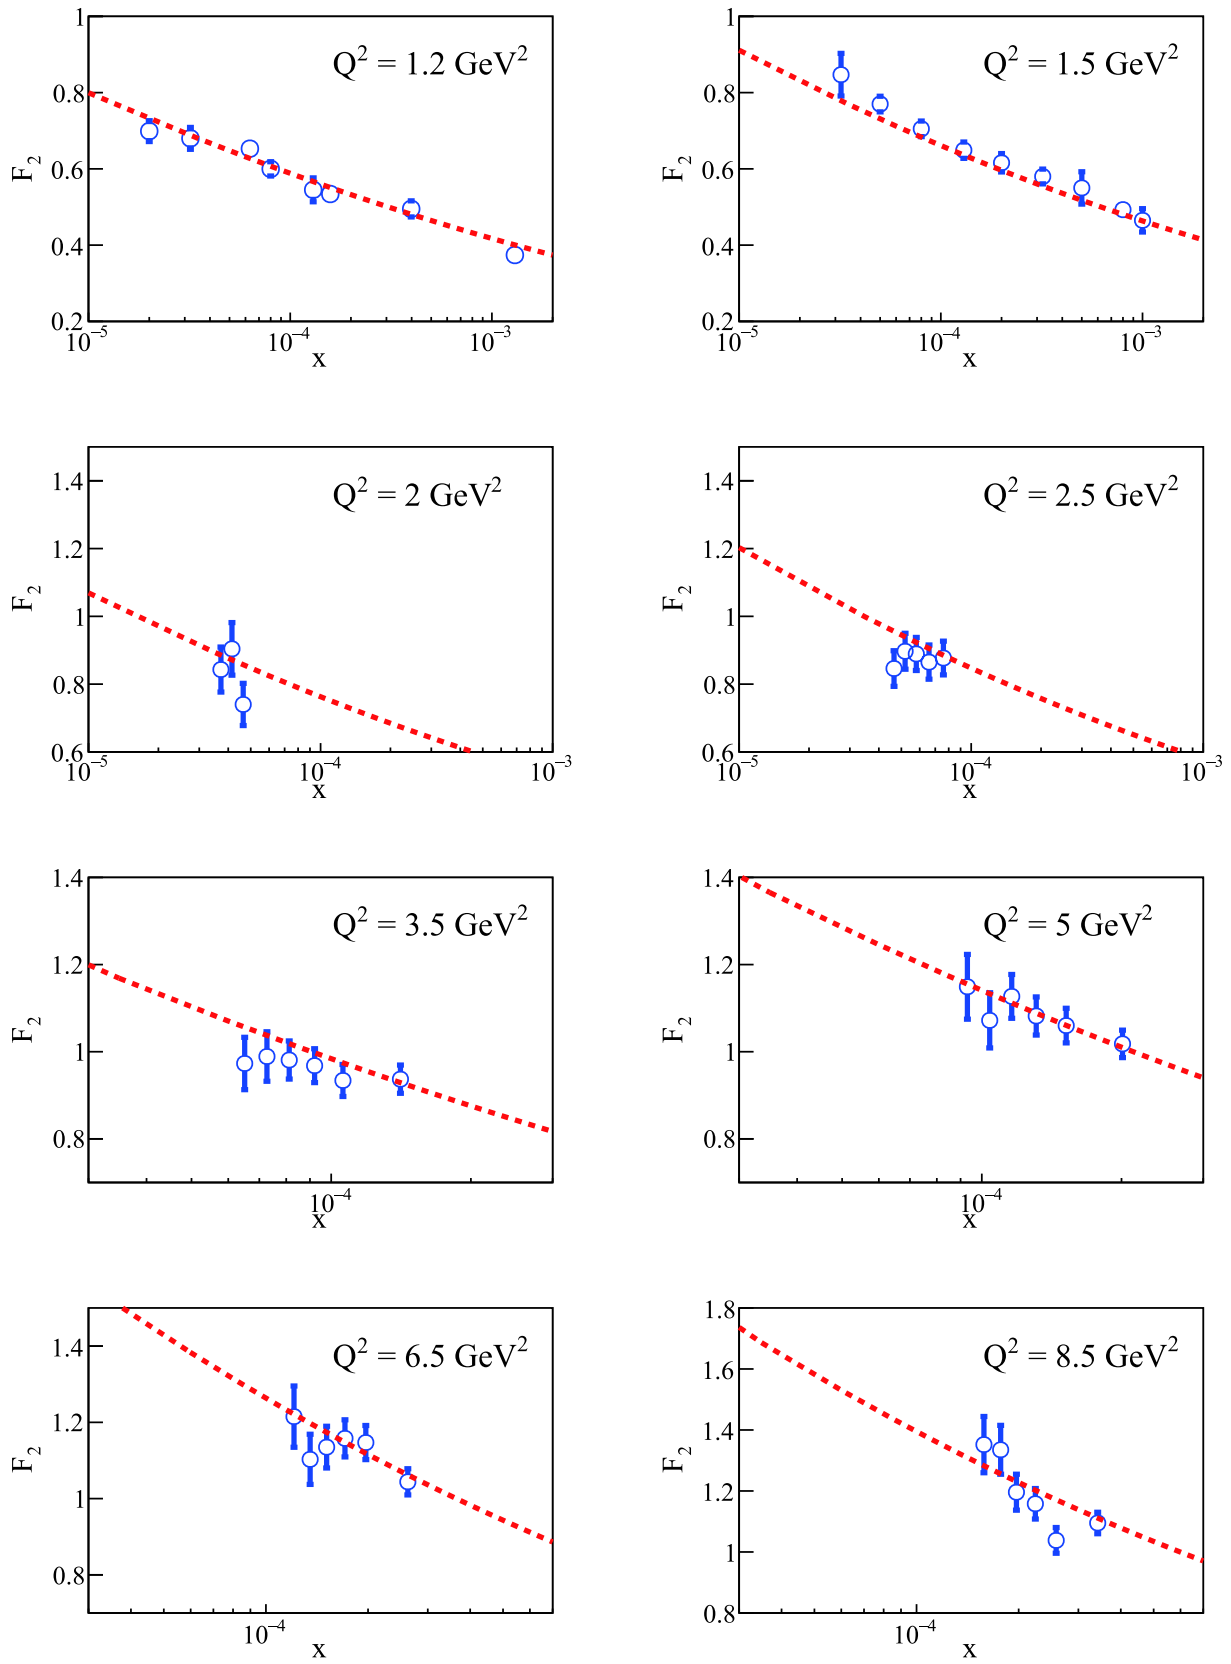 Q² = 1.2 GeV²
F₂
1
0.8
0.6
0.4
0.2
10⁻⁵ 10⁻⁴ 10⁻³
x
Q² = 1.5 GeV²
F₂
1
0.8
0.6
0.4
0.2
10⁻⁵ 10⁻⁴ 10⁻³
x
Q² = 2 GeV²
F₂
1.4
1.2
1
0.8
0.6
10⁻⁵ 10⁻⁴ 10⁻³
x
Q² = 2.5 GeV²
F₂
1.4
1.2
1
0.8
0.6
10⁻⁵ 10⁻⁴ 10⁻³
x
Q² = 3.5 GeV²
F₂
1.4
1.2
1
0.8
10⁻⁴
x
Q² = 5 GeV²
F₂
1.4
1.2
1
0.8
10⁻⁴
x
Q² = 6.5 GeV²
F₂
1.4
1.2
1
0.8
10⁻⁴
x
Q² = 8.5 GeV²
F₂
1.8
1.6
1.4
1.2
1
0.8
10⁻⁴
x